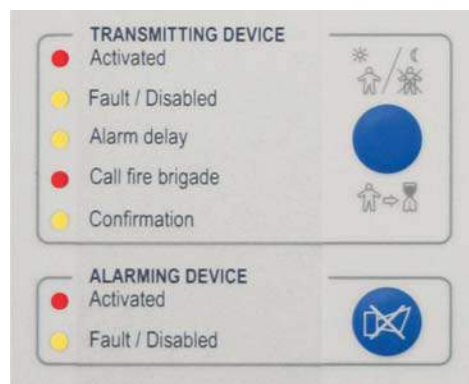 TRANSMITTING DEVICE
Activated
Fault / Disabled
Alarm delay
Call fire brigade
Confirmation
ALARMING DEVICE
Activated
Fault / Disabled